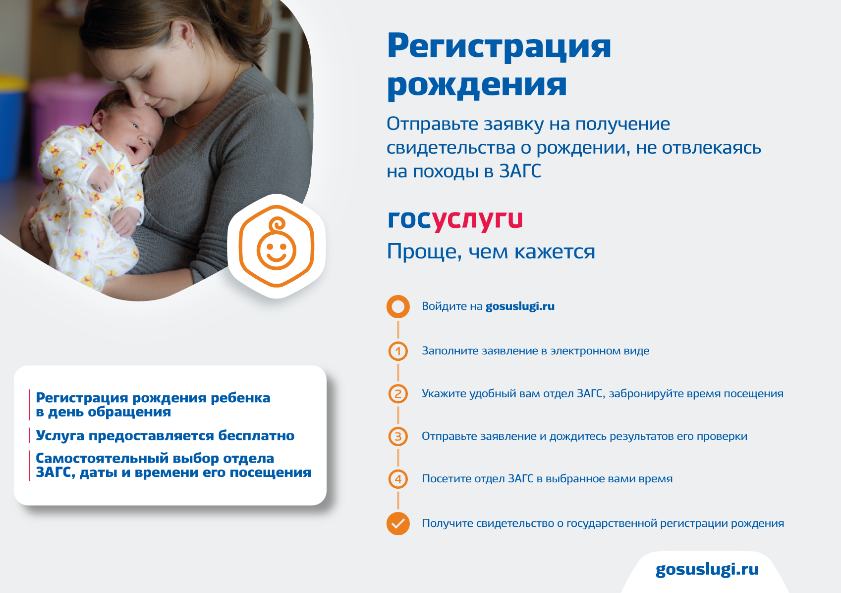 Регистрация
рождения
Отправьте заявку на получение
свидетельства о рождении, не отвлекаясь
на походы в ЗАГС
госуслуги
Проще, чем кажется
Войдите на gosuslugi.ru
1 Заполните заявление в электронном виде
2 Укажите удобный вам отдел ЗАГС, забронируйте время посещения
3 Отправьте заявление и дождитесь результатов его проверки
4 Посетите отдел ЗАГС в выбранное вами время
Получите свидетельство о государственной регистрации рождения
Регистрация рождения ребенка
в день обращения
Услуга предоставляется бесплатно
Самостоятельный выбор отдела
ЗАГС, даты и времени его посещения
gosuslugi.ru